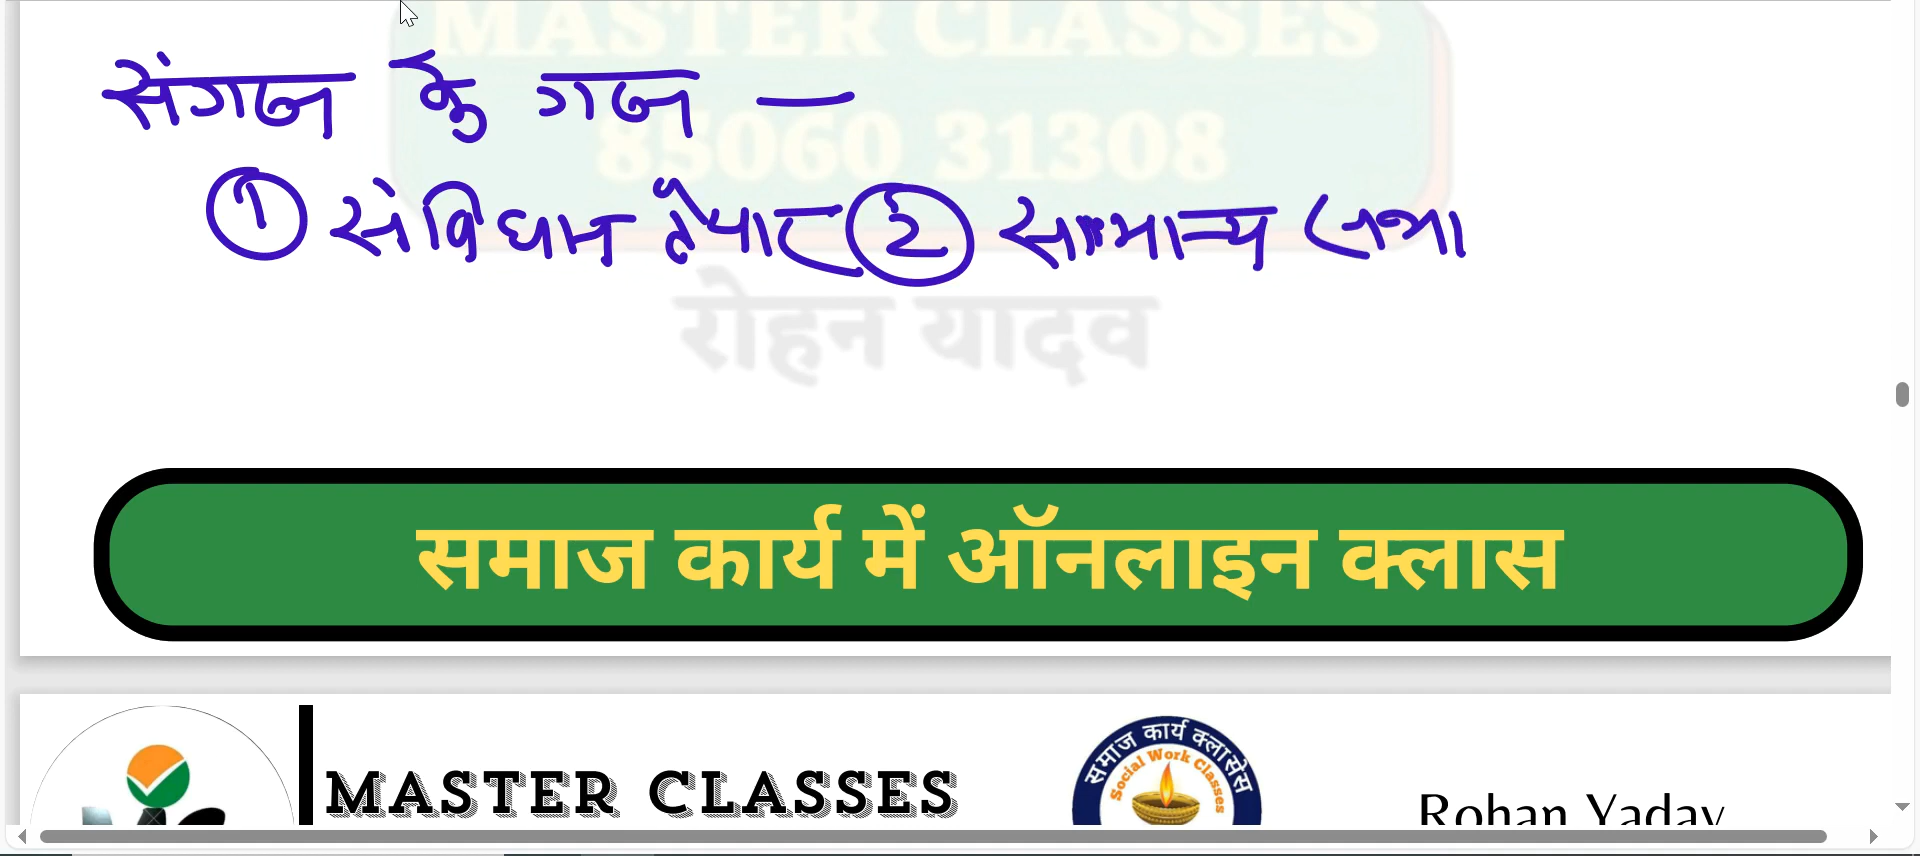 MASTER CLASSES
85060 31308
संगठन के गठन —
① संविधान तैयार ② सामान्य सभा
रोहन यादव
समाज कार्य में ऑनलाइन क्लास
MASTER CLASSES
समाज कार्य क्लासेस
Social Work Classes
Rohan Yadav